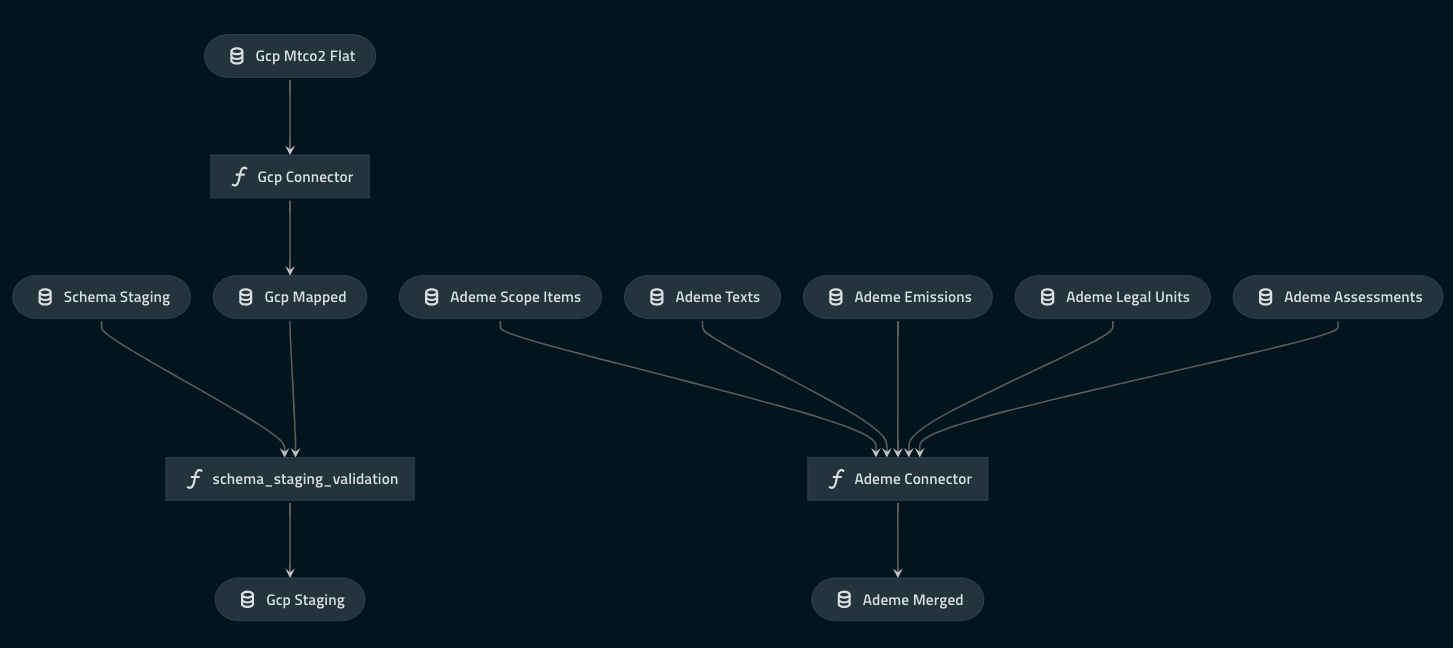 Gcp Mtco2 Flat
Gcp Connector
Schema Staging
Gcp Mapped
Ademe Scope Items
Ademe Texts
Ademe Emissions
Ademe Legal Units
Ademe Assessments
schema_staging_validation
Ademe Connector
Gcp Staging
Ademe Merged